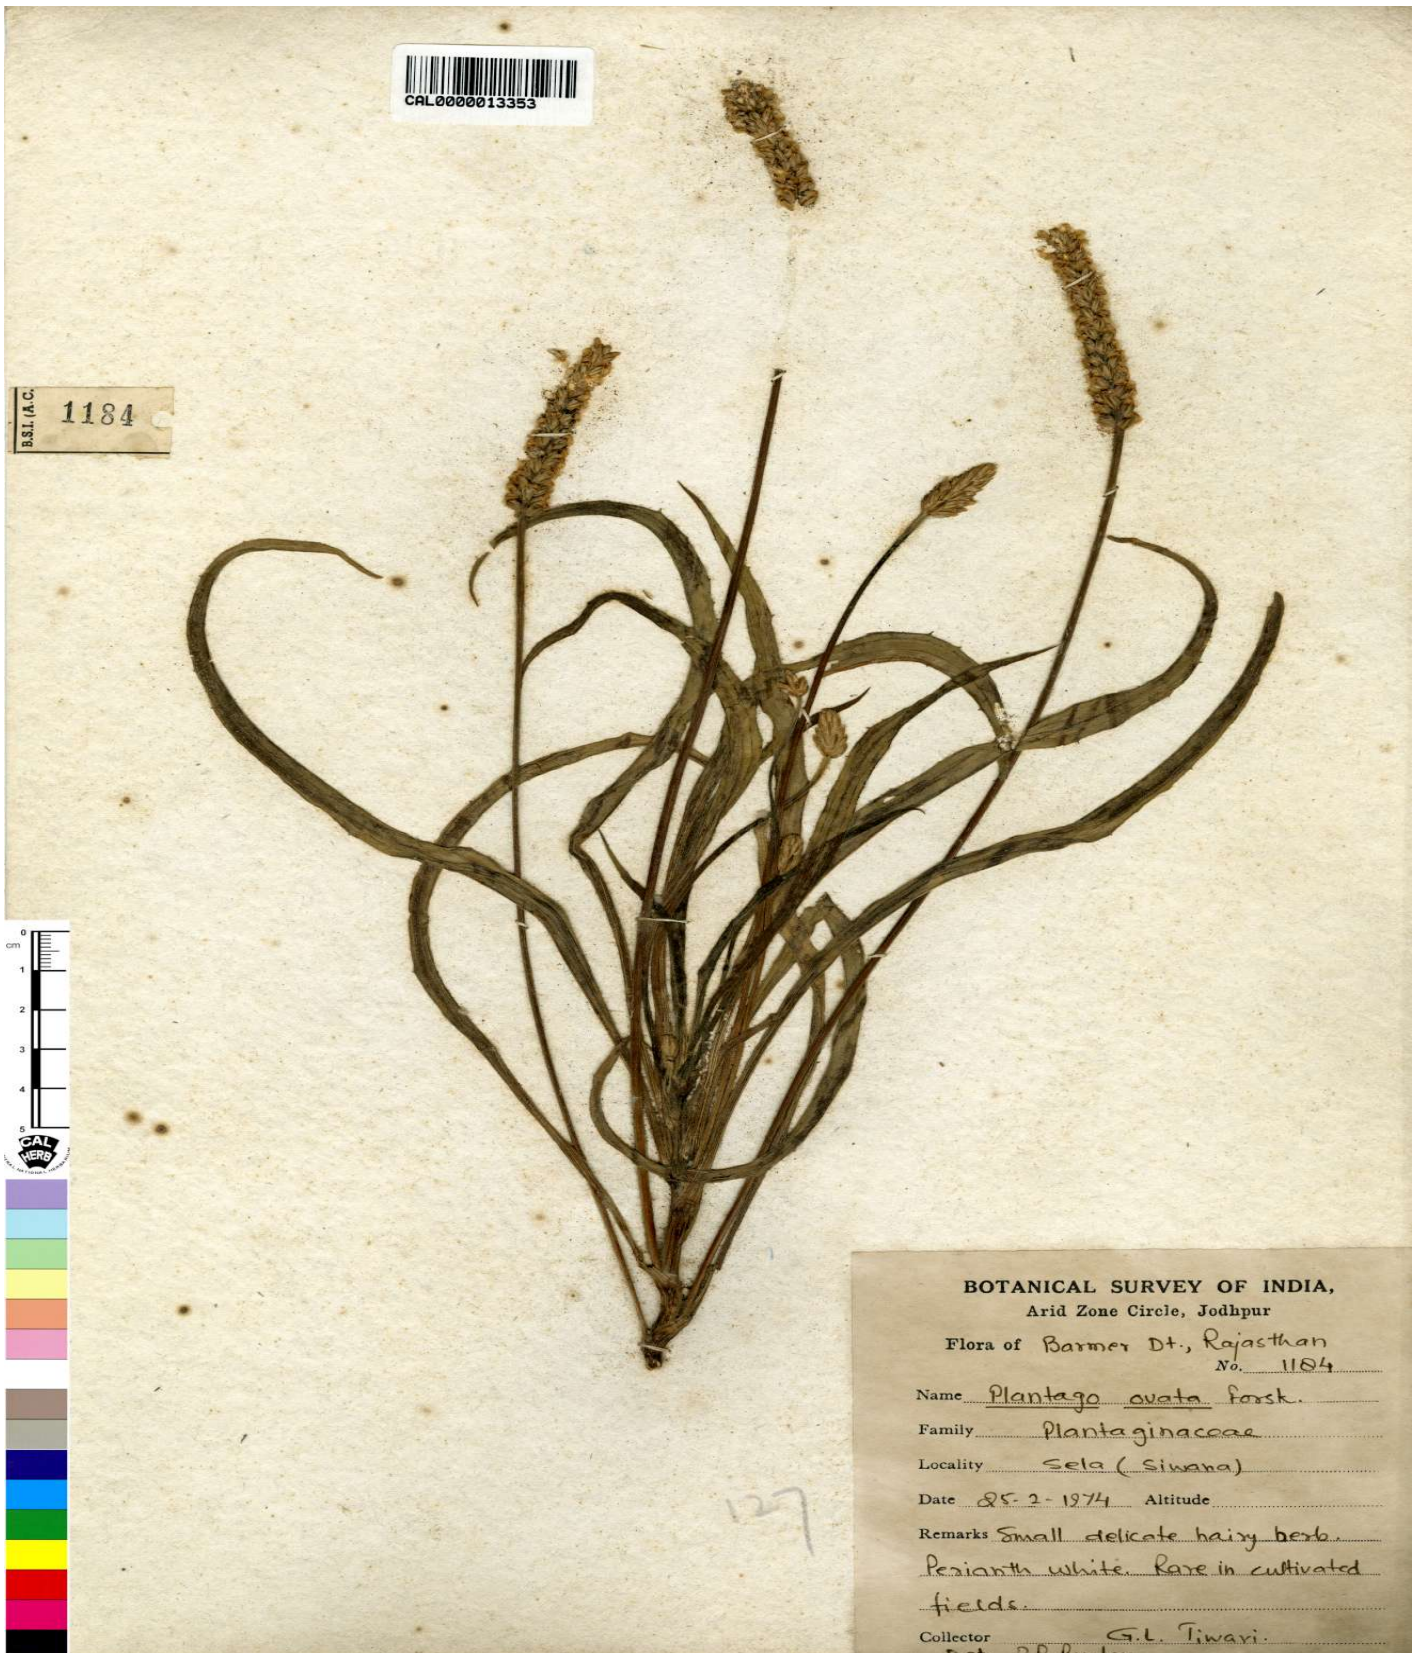 CAL0000013353
B.S.I. (A.C.
1184
0
cm
1
2
3
4
5
CAL
HERB
127
BOTANICAL SURVEY OF INDIA,
Arid Zone Circle, Jodhpur
Flora of Barmer Dt., Rajasthan
No. 1184
Name Plantago ovata Forsk.
Family Plantaginaceae
Locality Sela (Siwana)
Date 25-2-1974 Altitude
Remarks Small delicate hairy herb.
Perianth white. Rare in cultivated
fields.
Collector G.L. Tiwari.